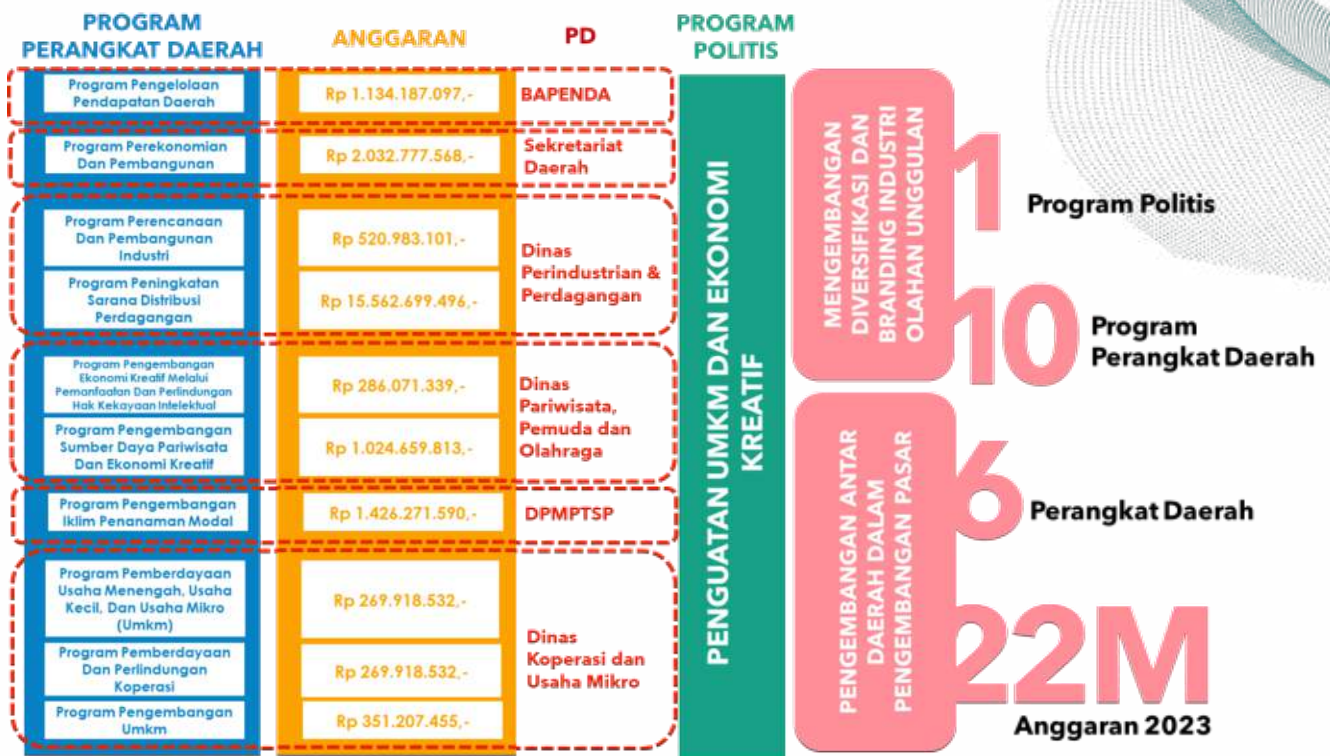 PROGRAM
PERANGKAT DAERAH
ANGGARAN
PD
PROGRAM
POLITIS
Program Pengelolaan
Pendapatan Daerah
Rp 1.134.187.097,-
BAPENDA
Program Perekonomian
Dan Pembangunan
Rp 2.032.777.568,-
Sekretariat
Daerah
Program Perencanaan
Dan Pembangunan
Industri
Rp 520.983.101,-
Program Peningkatan
Sarana Distribusi
Perdagangan
Rp 15.562.699.496,-
Dinas
Perindustrian &
Perdagangan
Program Pengembangan
Ekonomi Kreatif Melalui
Pemanfaatan Dan Perlindungan
Hak Kekayaan Intelektual
Rp 286.071.339,-
Program Pengembangan
Sumber Daya Pariwisata
Dan Ekonomi Kreatif
Rp 1.024.659.813,-
Dinas
Pariwisata,
Pemuda dan
Olahraga
Program Pengembangan
Iklim Penanaman Modal
Rp 1.426.271.590,-
DPMPTSP
Program Pemberdayaan
Usaha Menengah, Usaha
Kecil, Dan Usaha Mikro
(Umkm)
Rp 269.918.532,-
Program Pemberdayaan
Dan Perlindungan
Koperasi
Rp 269.918.532,-
Program Pengembangan
Umkm
Rp 351.207.455,-
Dinas
Koperasi dan
Usaha Mikro
PENGUATAN UMKM DAN EKONOMI
KREATIF
MENGEMBANGAN
DIVERSIFIKASI DAN
BRANDING INDUSTRI
OLAHAN UNGGULAN
PENGEMBANGAN ANTAR
DAERAH DALAM
PENGEMBANGAN PASAR
1
Program Politis
10
Program
Perangkat Daerah
6
Perangkat Daerah
22M
Anggaran 2023